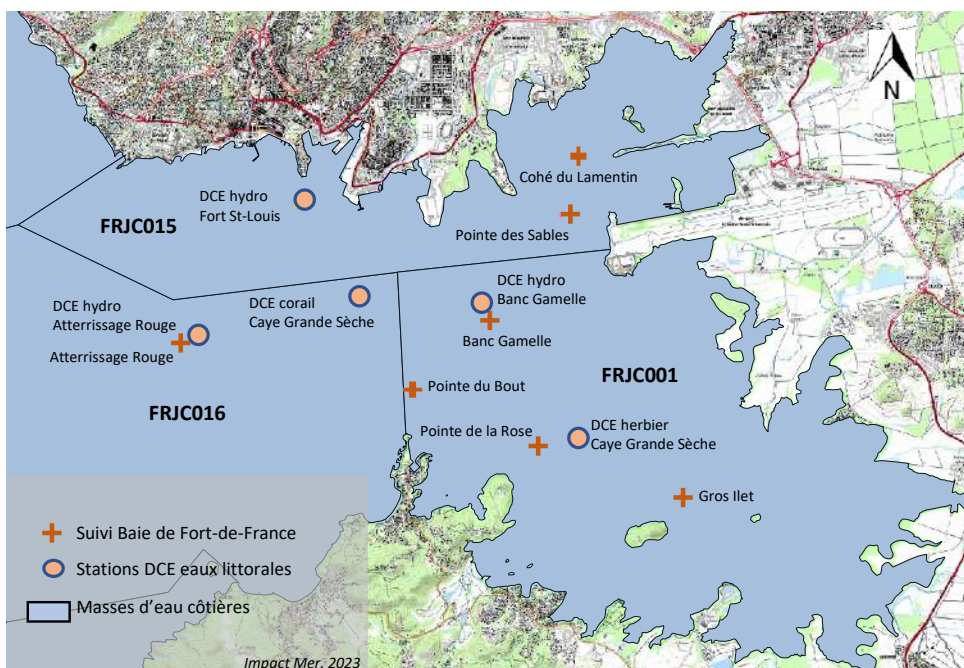 N
Cohé du Lamentin
DCE hydro
Fort St-Louis
FRJC015
Pointe des Sables
DCE hydro
Banc Gamelle
DCE corail
Caye Grande Sèche
DCE hydro
Atterrissage Rouge
Atterrissage Rouge
Banc Gamelle
FRJC001
Pointe du Bout
FRJC016
Pointe de la Rose
DCE herbier
Caye Grande Sèche
Gros Ilet
Suivi Baie de Fort-de-France
Stations DCE eaux littorales
Masses d'eau côtières
Impact Mer, 2023